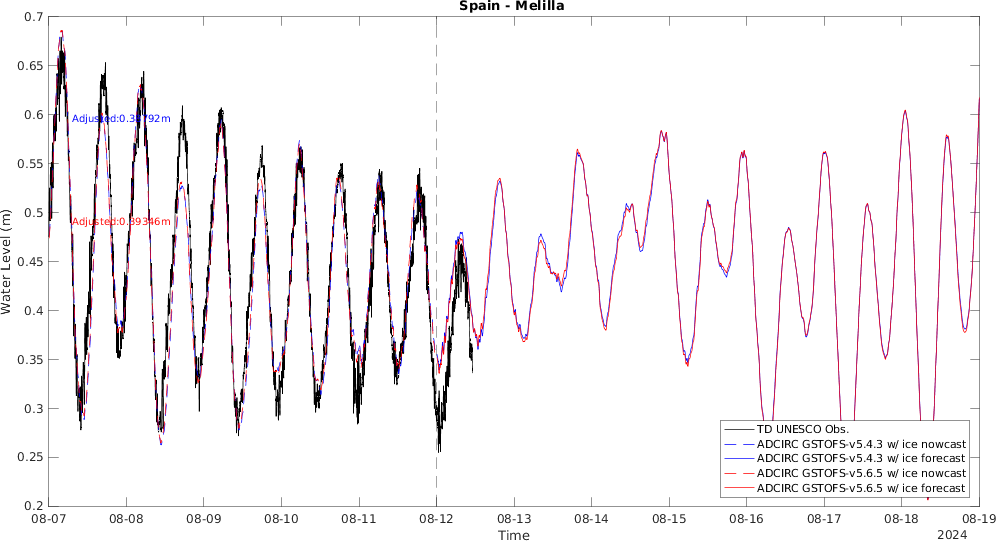 Spain - Melilla
0.7
0.65
0.6
0.55
0.5
0.45
0.4
0.35
0.3
0.25
0.2
Water Level (m)
Adjusted:0.39346m
TD UNESCO Obs.
ADCIRC GSTOFS-v5.4.3 w/ ice nowcast
ADCIRC GSTOFS-v5.4.3 w/ ice forecast
ADCIRC GSTOFS-v5.6.5 w/ ice nowcast
ADCIRC GSTOFS-v5.6.5 w/ ice forecast
08-07 08-08 08-09 08-10 08-11 08-12 08-13 08-14 08-15 08-16 08-17 08-18 08-19
Time
2024